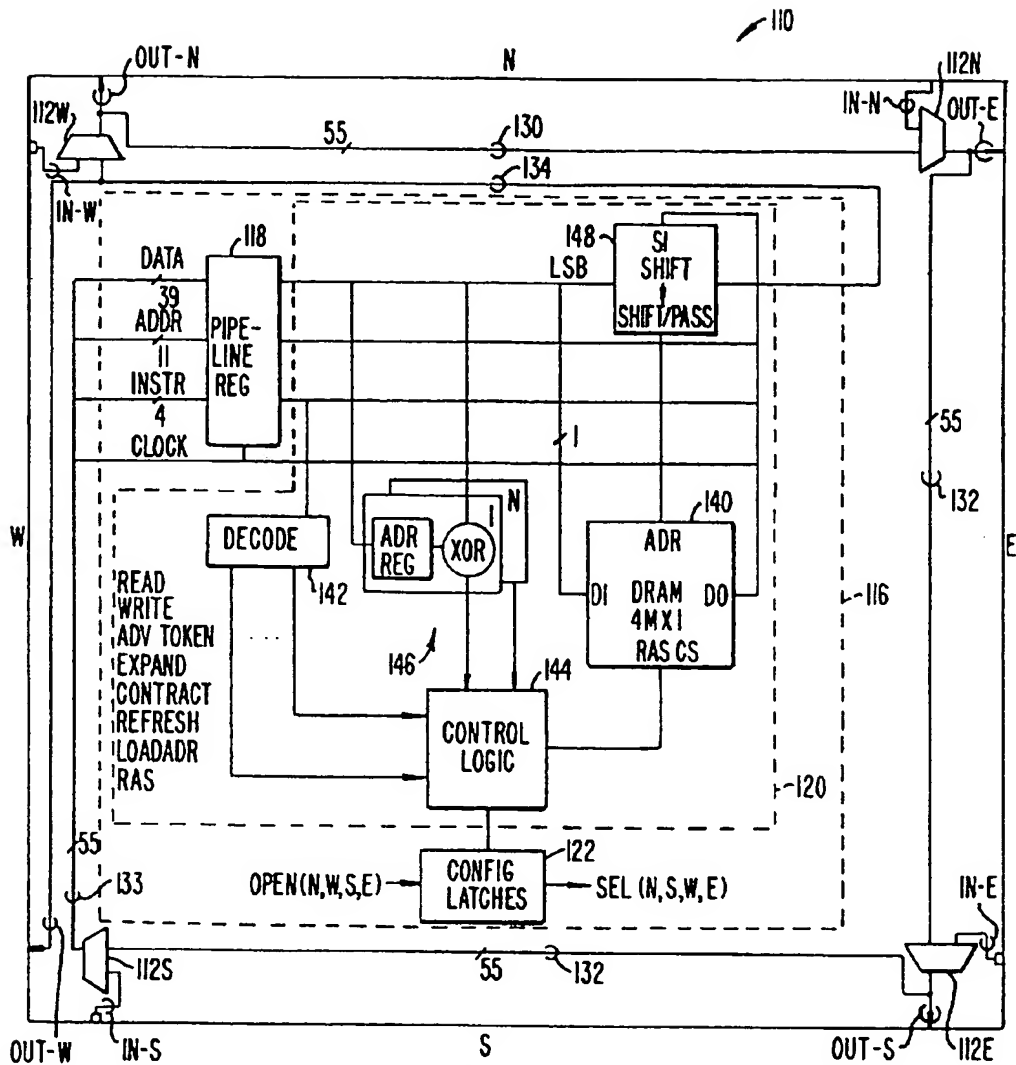 110
OUT-N
N
112N
112W
IN-N
OUT-E
55
130
134
IN-W
118
148
SI
SHIFT
SHIFT/PASS
DATA
39
LSB
ADDR
11
PIPE-
LINE
REG
INSTR
4
CLOCK
1
55
132
W
E
DECODE
142
N
1
ADR
REG
XOR
140
ADR
DI
DRAM
DO
4MX1
RAS CS
116
READ
WRITE
ADV TOKEN
EXPAND
CONTRACT
REFRESH
LOADADR
RAS
....
146
144
CONTROL
LOGIC
120
55
133
122
OPEN(N,W,S,E)
CONFIG
LATCHES
SEL (N,S,W,E)
IN-E
112S
55
132
OUT-W
IN-S
S
OUT-S
112E